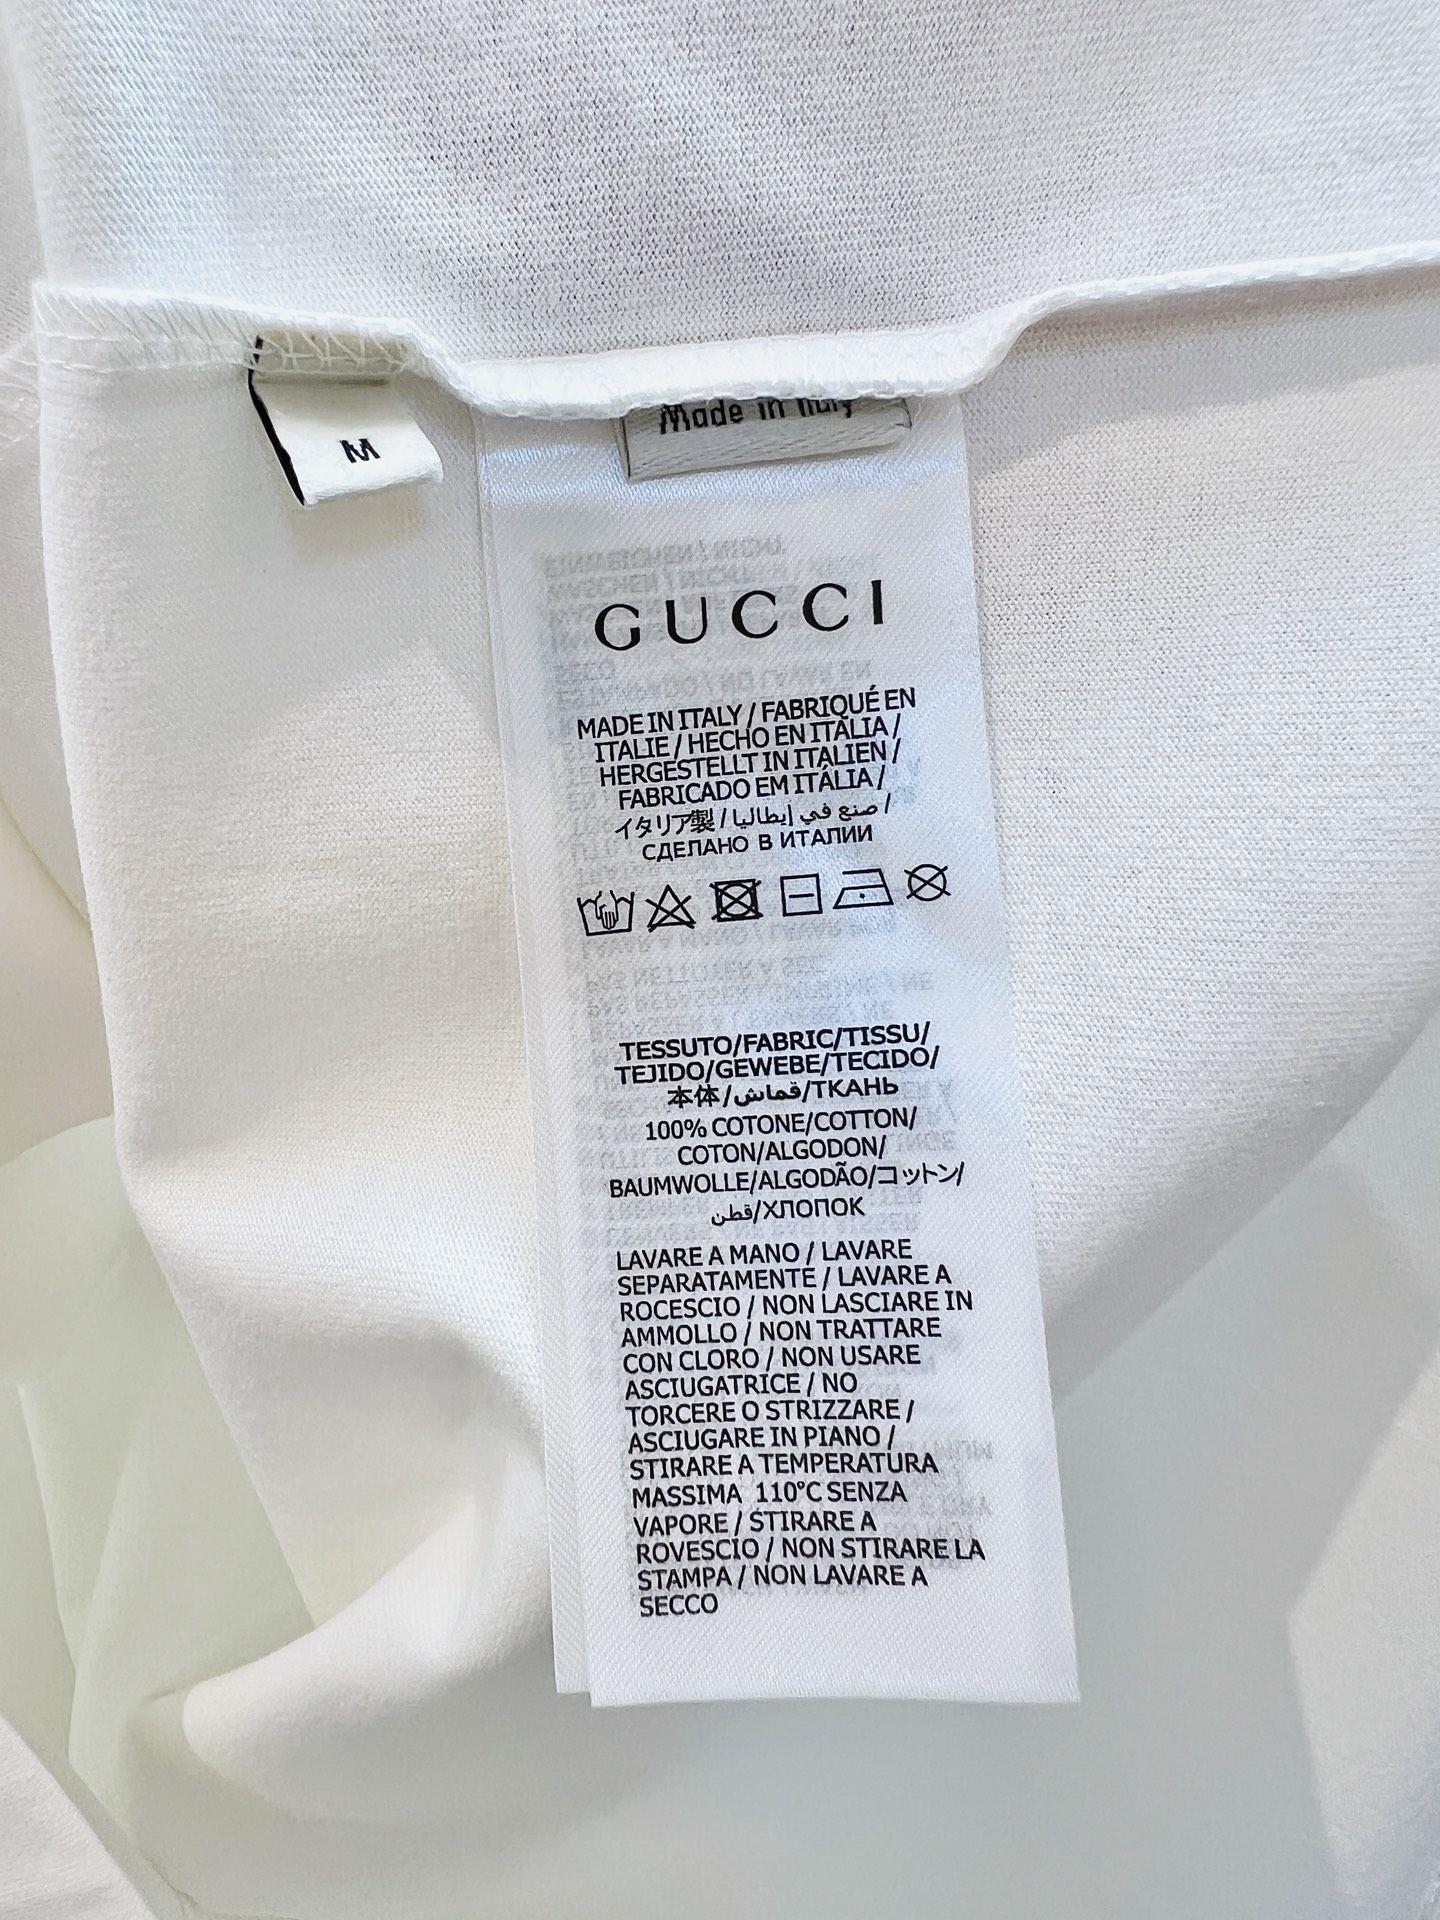 Made in Italy
M
GUCCI
MADE IN ITALY / FABRIQUÉ EN
ITALIE / HECHO EN ITALIA /
HERGESTELLT IN ITALIEN /
FABRICADO EM ITÁLIA /
イタリア製 / صنع في إيطاليا /
СДЕЛАНО В ИТАЛИИ
TESSUTO/FABRIC/TISSU/
TEJIDO/GEWEBE/TECIDO/
本体/قماش/ТКАНЬ
100% COTONE/COTTON/
COTON/ALGODON/
BAUMWOLLE/ALGODÃO/コットン/
قطن/ХЛОПОК
LAVARE A MANO / LAVARE
SEPARATAMENTE / LAVARE A
ROCESCIO / NON LASCIARE IN
AMMOLLO / NON TRATTARE
CON CLORO / NON USARE
ASCIUGATRICE / NO
TORCERE O STRIZZARE /
ASCIUGARE IN PIANO /
STIRARE A TEMPERATURA
MASSIMA 110°C SENZA
VAPORE / STIRARE A
ROVESCIO / NON STIRARE LA
STAMPA / NON LAVARE A
SECCO